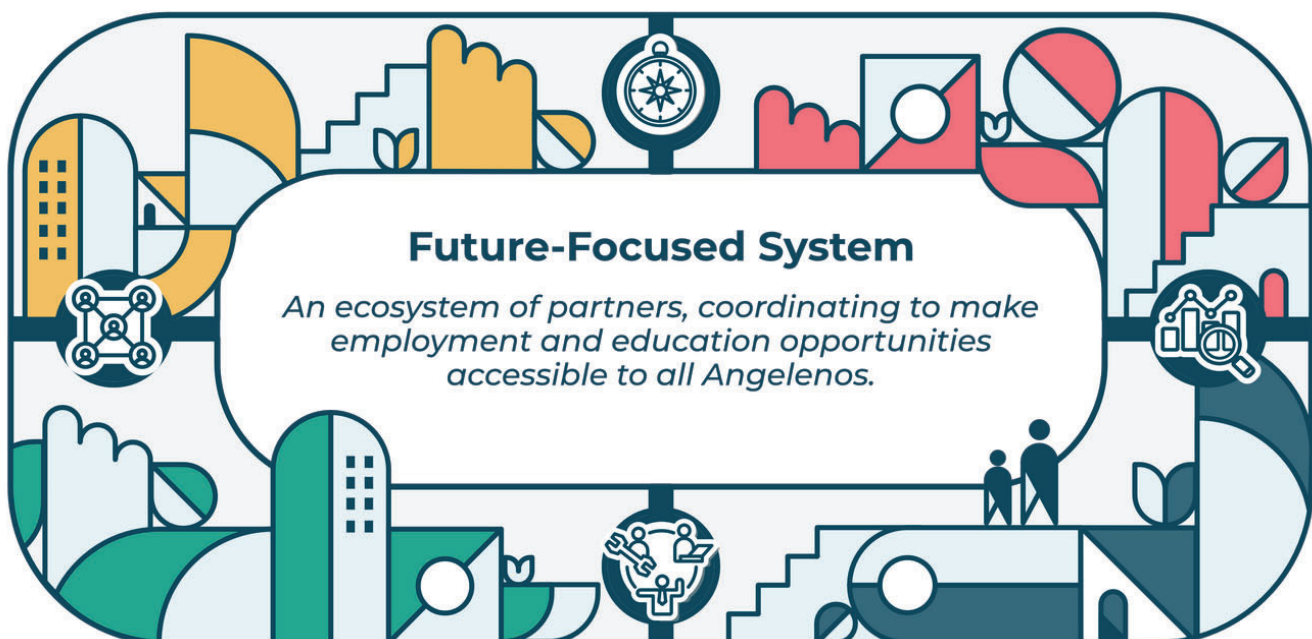 Future-Focused System
An ecosystem of partners, coordinating to make
employment and education opportunities
accessible to all Angelenos.